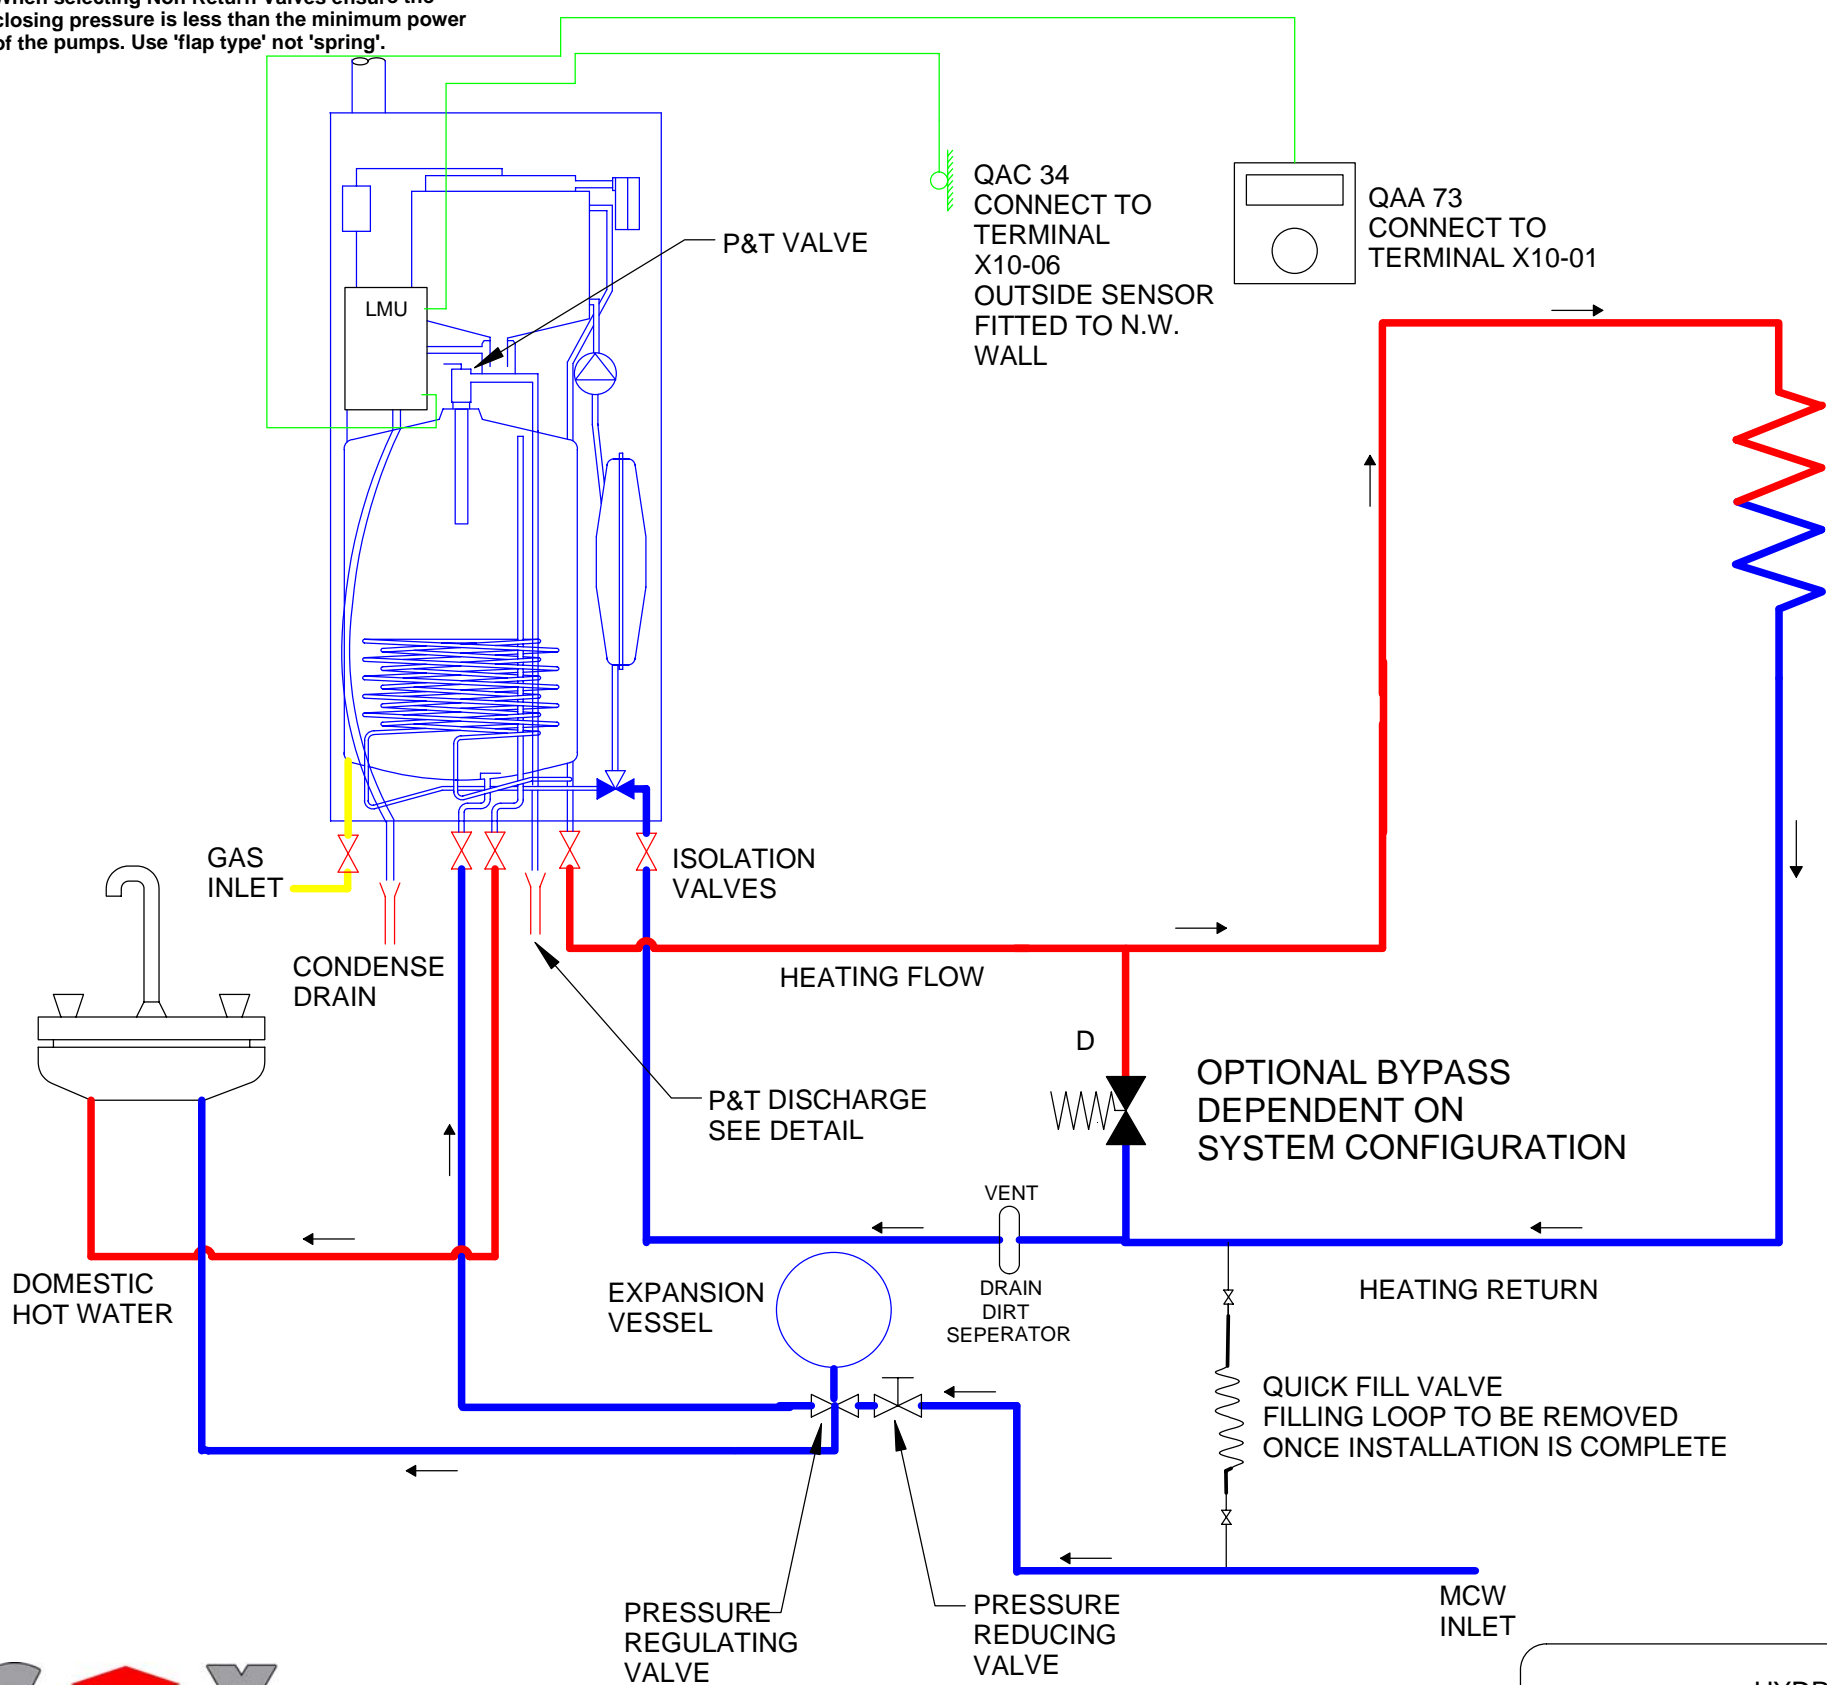 closing pressure is less than the minimum power
of the pumps. Use 'flap type' not 'spring'.
QAC 34
CONNECT TO
TERMINAL
X10-06
OUTSIDE SENSOR
FITTED TO N.W.
WALL
QAA 73
CONNECT TO
TERMINAL X10-01
P&T VALVE
LMU
GAS
INLET
ISOLATION
VALVES
CONDENSE
DRAIN
HEATING FLOW
D
OPTIONAL BYPASS
DEPENDENT ON
SYSTEM CONFIGURATION
P&T DISCHARGE
SEE DETAIL
VENT
DRAIN
DIRT
SEPERATOR
DOMESTIC
HOT WATER
EXPANSION
VESSEL
HEATING RETURN
QUICK FILL VALVE
FILLING LOOP TO BE REMOVED
ONCE INSTALLATION IS COMPLETE
PRESSURE
REGULATING
VALVE
PRESSURE
REDUCING
VALVE
MCW
INLET